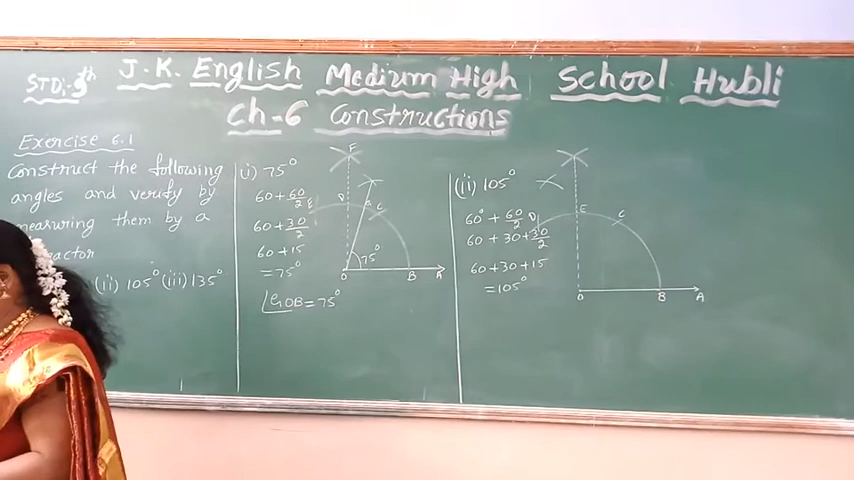 STD:- 9th
J.K. English Medium High School Hubli
Ch-6 Constructions
Exercise 6.1
Construct the following
angles and verify by
measuring them by a
(ii) 105° (iii) 135°
(i) 75°
60 + 60/2
60 + 30/2
60 + 15
= 75°
∠GOB = 75°
F
E
D
C
75°
O
B
A
(ii) 105°
60° + 60/2
60 + 30 + 30/2
60 + 30 + 15
= 105°
D
E
C
O
B
A